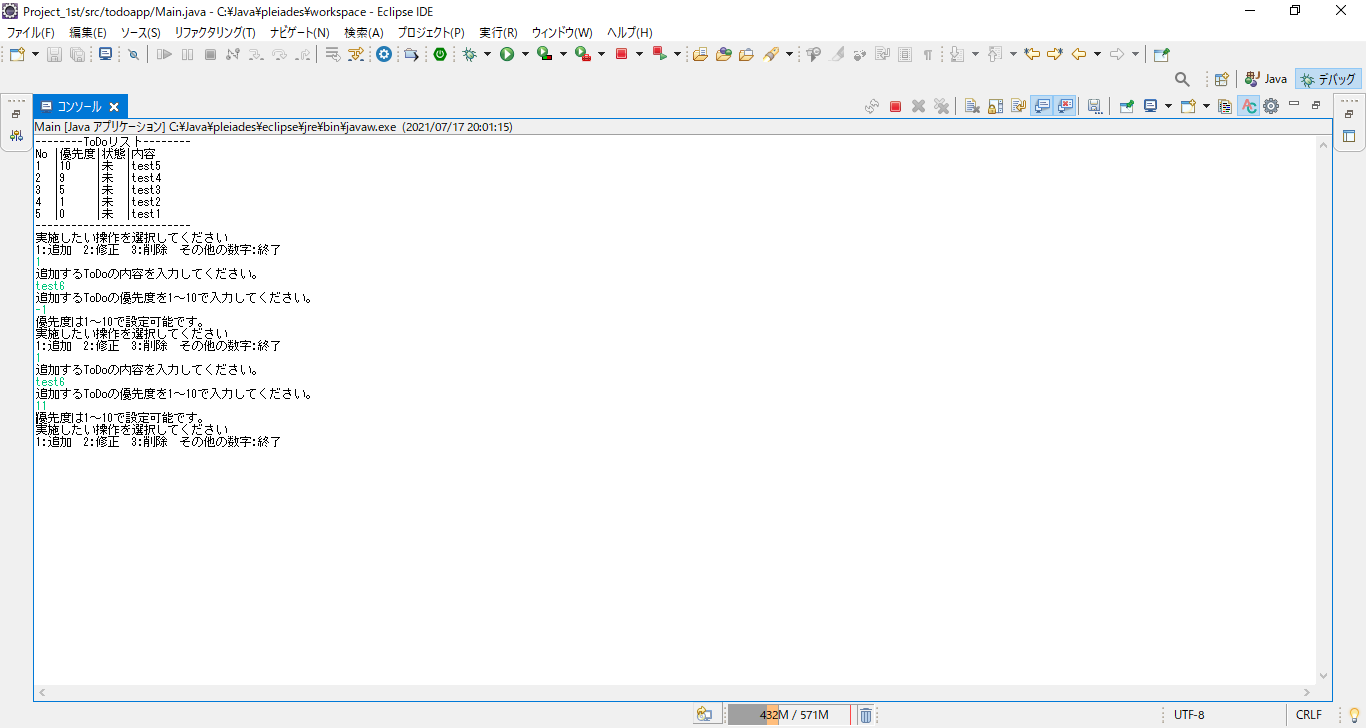 Project_1st/src/todoapp/Main.java - C:¥Java¥pleiades¥workspace - Eclipse IDE
ファイル(F) 編集(E) ソース(S) リファクタリング(T) ナビゲート(N) 検索(A) プロジェクト(P) 実行(R) ウィンドウ(W) ヘルプ(H)
Java デバッグ
コンソール
Main [Java アプリケーション] C:¥Java¥pleiades¥eclipse¥jre¥bin¥javaw.exe (2021/07/17 20:01:15)
--------ToDoリスト--------
No |優先度|状態|内容
1 |10 |未 |test5
2 |9 |未 |test4
3 |5 |未 |test3
4 |1 |未 |test2
5 |0 |未 |test1
--------------------------
実施したい操作を選択してください
1:追加 2:修正 3:削除 その他の数字:終了
1
追加するToDoの内容を入力してください。
test6
追加するToDoの優先度を1～10で入力してください。
-1
優先度は1～10で設定可能です。
実施したい操作を選択してください
1:追加 2:修正 3:削除 その他の数字:終了
1
追加するToDoの内容を入力してください。
test6
追加するToDoの優先度を1～10で入力してください。
11
優先度は1～10で設定可能です。
実施したい操作を選択してください
1:追加 2:修正 3:削除 その他の数字:終了
432M / 571M UTF-8 CRLF